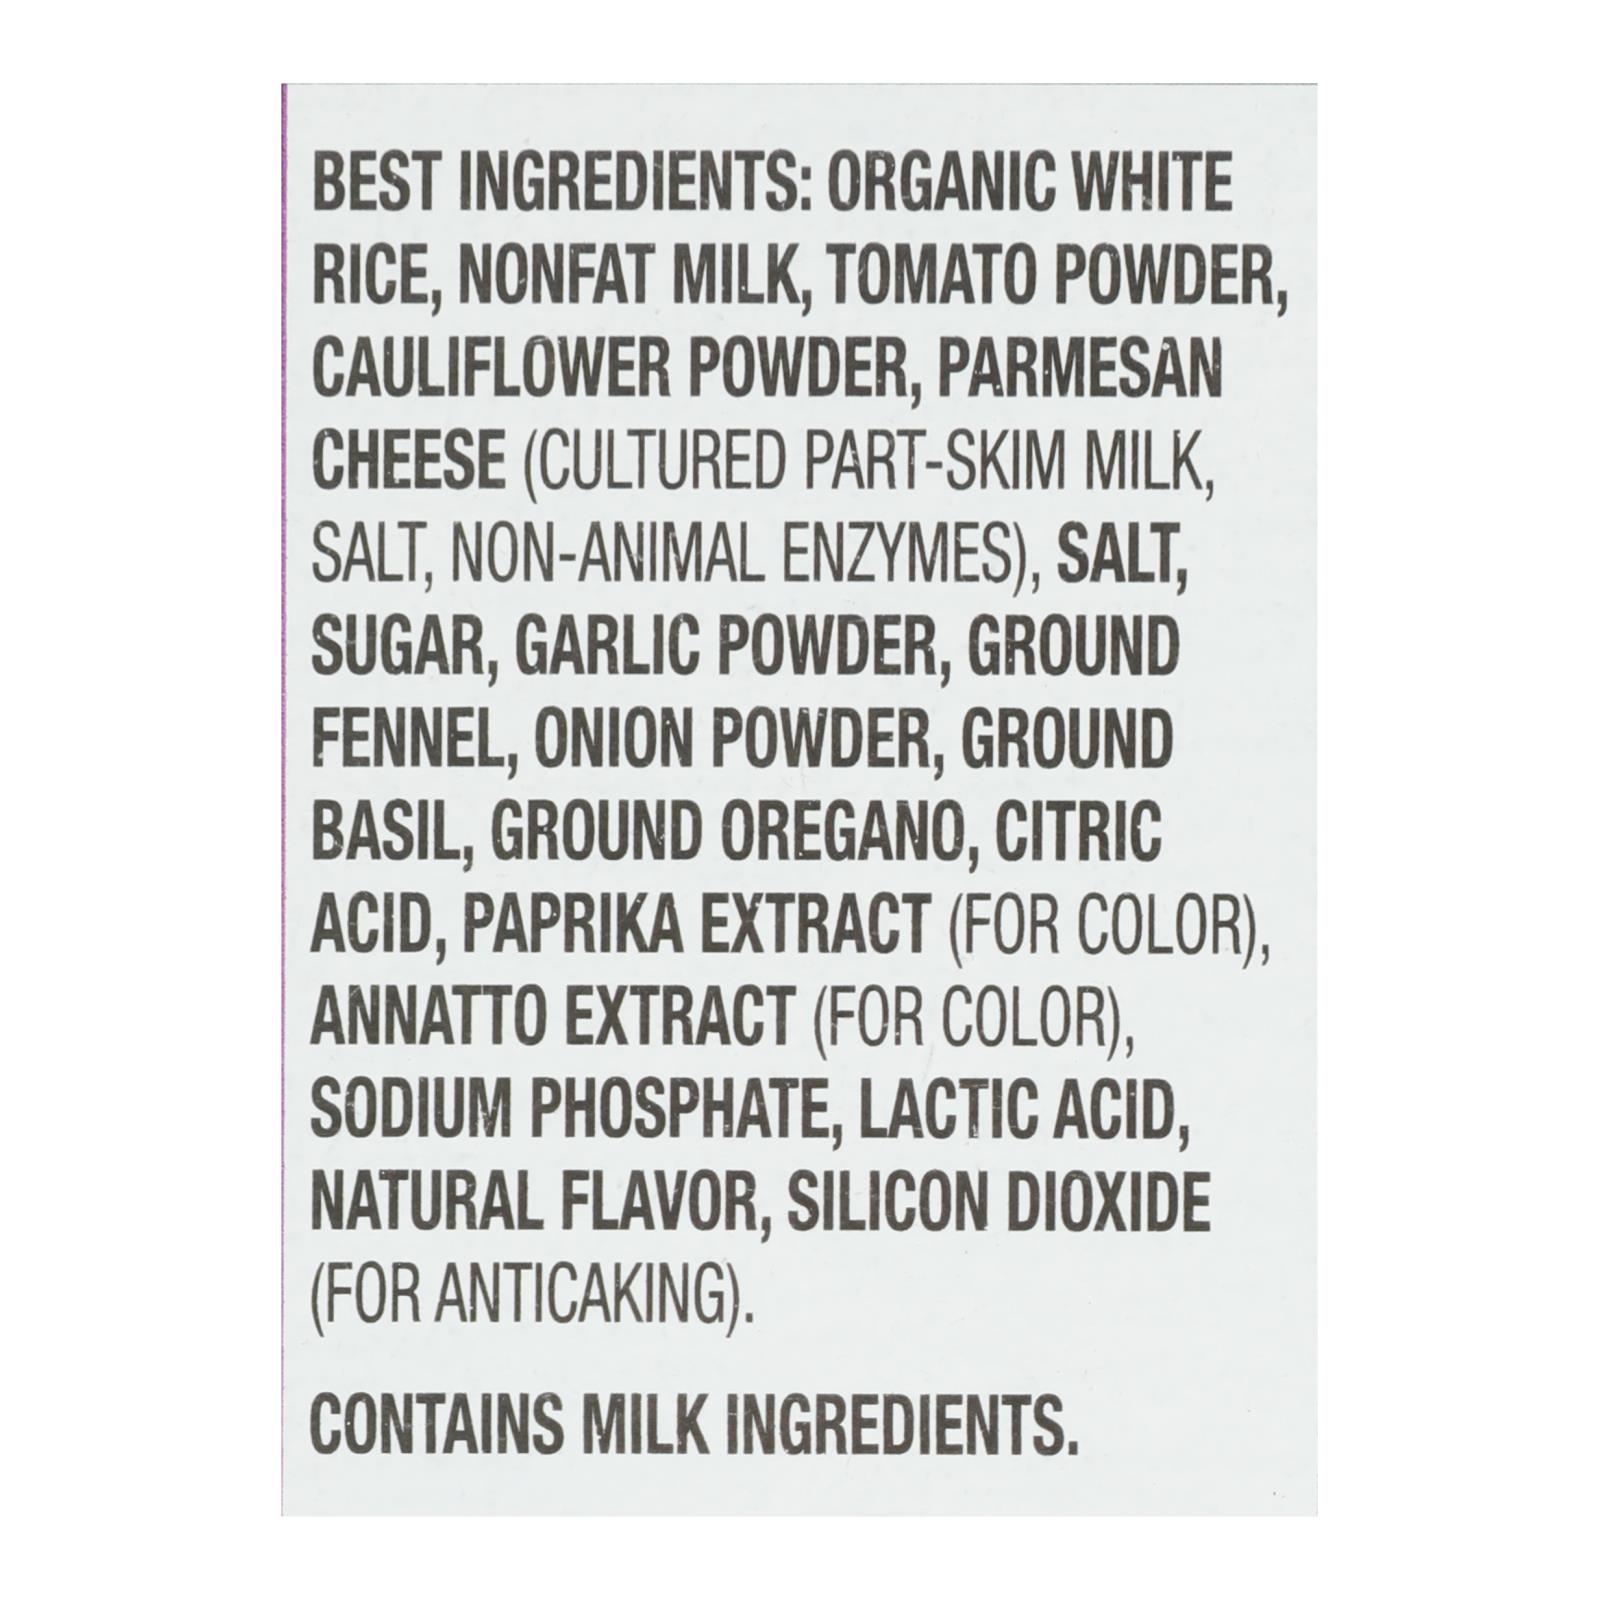 BEST INGREDIENTS: ORGANIC WHITE
RICE, NONFAT MILK, TOMATO POWDER,
CAULIFLOWER POWDER, PARMESAN
CHEESE (CULTURED PART-SKIM MILK,
SALT, NON-ANIMAL ENZYMES), SALT,
SUGAR, GARLIC POWDER, GROUND
FENNEL, ONION POWDER, GROUND
BASIL, GROUND OREGANO, CITRIC
ACID, PAPRIKA EXTRACT (FOR COLOR),
ANNATTO EXTRACT (FOR COLOR),
SODIUM PHOSPHATE, LACTIC ACID,
NATURAL FLAVOR, SILICON DIOXIDE
(FOR ANTICAKING).
CONTAINS MILK INGREDIENTS.